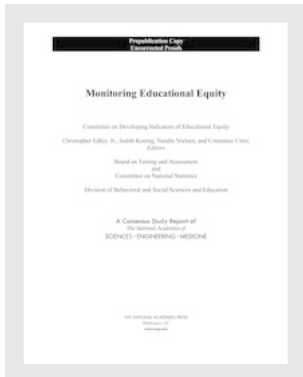 Prepublication Copy
Uncorrected Proofs
Monitoring Educational Equity
Committee on Developing Indicators of Educational Equity
Christopher Edley, Jr., Judith Koenig, Natalie Nielsen, and Constance Citro,
Editors
Board on Testing and Assessment
and
Committee on National Statistics
Division of Behavioral and Social Sciences and Education
A Consensus Study Report of
The National Academies of
SCIENCES · ENGINEERING · MEDICINE
THE NATIONAL ACADEMIES PRESS
Washington, DC
www.nap.edu